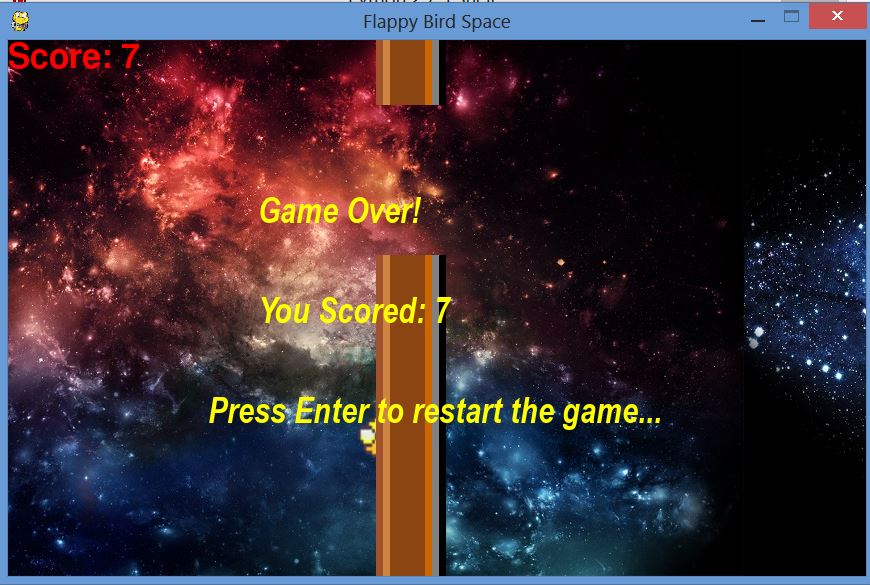 Flappy Bird Space
Score: 7
Game Over!
You Scored: 7
Press Enter to restart the game...